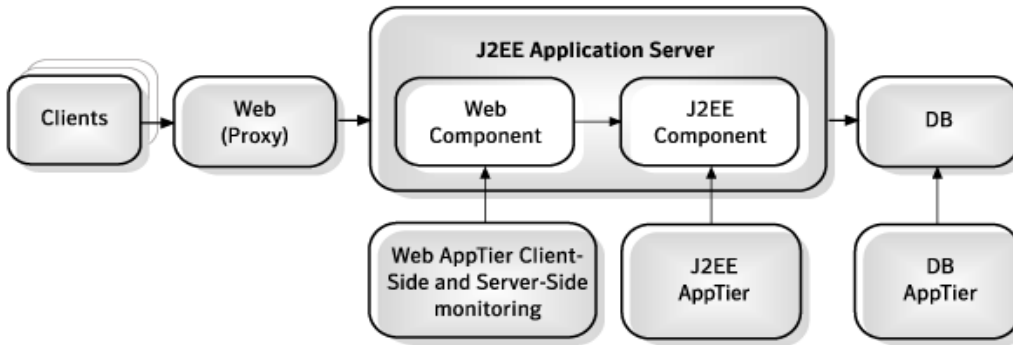 J2EE Application Server
Clients
Web
(Proxy)
Web
Component
J2EE
Component
DB
Web AppTier Client-
Side and Server-Side
monitoring
J2EE
AppTier
DB
AppTier